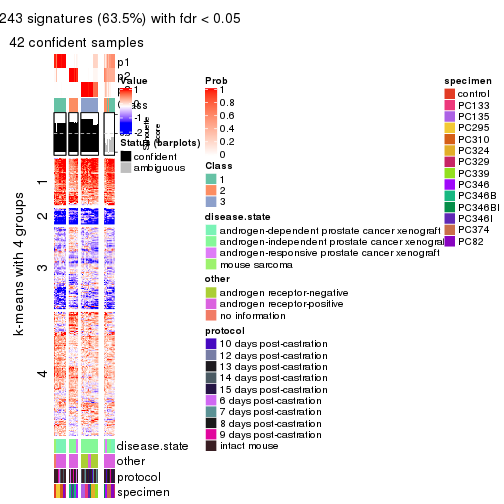 243 signatures (63.5%) with fdr < 0.05
42 confident samples
p1
p2
Class
Value
1
-1
-2
Silhouette
score
Status (barplots)
confident
ambiguous
Prob
1
0.8
0.6
0.4
0.2
0
Class
1
2
3
disease.state
androgen-dependent prostate cancer xenograft
androgen-independent prostate cancer xenograft
androgen-responsive prostate cancer xenograft
mouse sarcoma
other
androgen receptor-negative
androgen receptor-positive
no information
protocol
10 days post-castration
12 days post-castration
13 days post-castration
14 days post-castration
15 days post-castration
6 days post-castration
7 days post-castration
8 days post-castration
9 days post-castration
intact mouse
specimen
control
PC133
PC135
PC295
PC310
PC324
PC329
PC339
PC346
PC346B
PC346BI
PC346I
PC374
PC82
k-means with 4 groups
1
2
3
4
disease.state
other
protocol
specimen